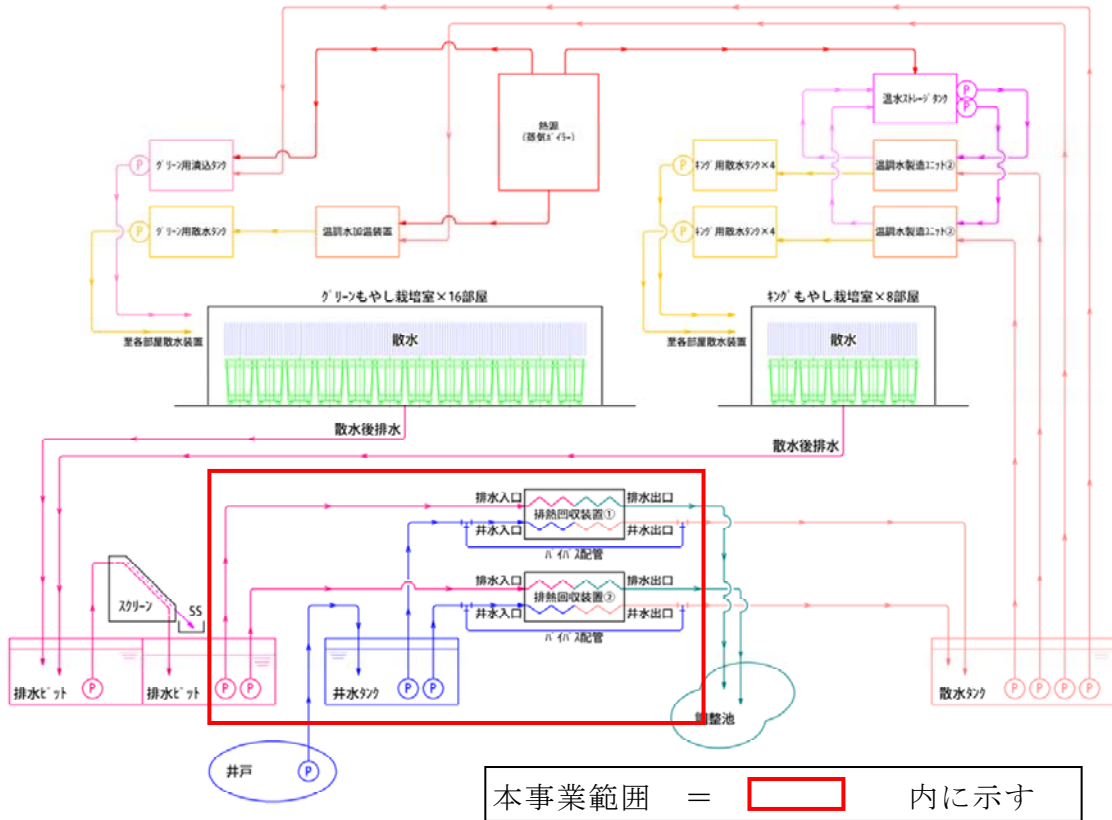 熱源
(蒸気ボイラー)
温水ストレージタンク
P
P
P
グリーン用漬込タンク
P
キング用散水タンク×4
温調水製造ユニット②
P
グリーン用散水タンク
温調水加温装置
P
キング用散水タンク×4
温調水製造ユニット②
グリーンもやし栽培室×16部屋
キングもやし栽培室×8部屋
至各部屋散水装置
散水
至各部屋散水装置
散水
散水後排水
散水後排水
排水入口
排水出口
排熱回収装置①
井水入口
井水出口
バイパス配管
排水入口
排水出口
排熱回収装置②
井水入口
井水出口
バイパス配管
スクリーン
SS
排水ピット
P
排水ピット
P
P
井水タンク
P
P
調整池
散水タンク
P
P
P
P
井戸
P
本事業範囲 = 内に示す